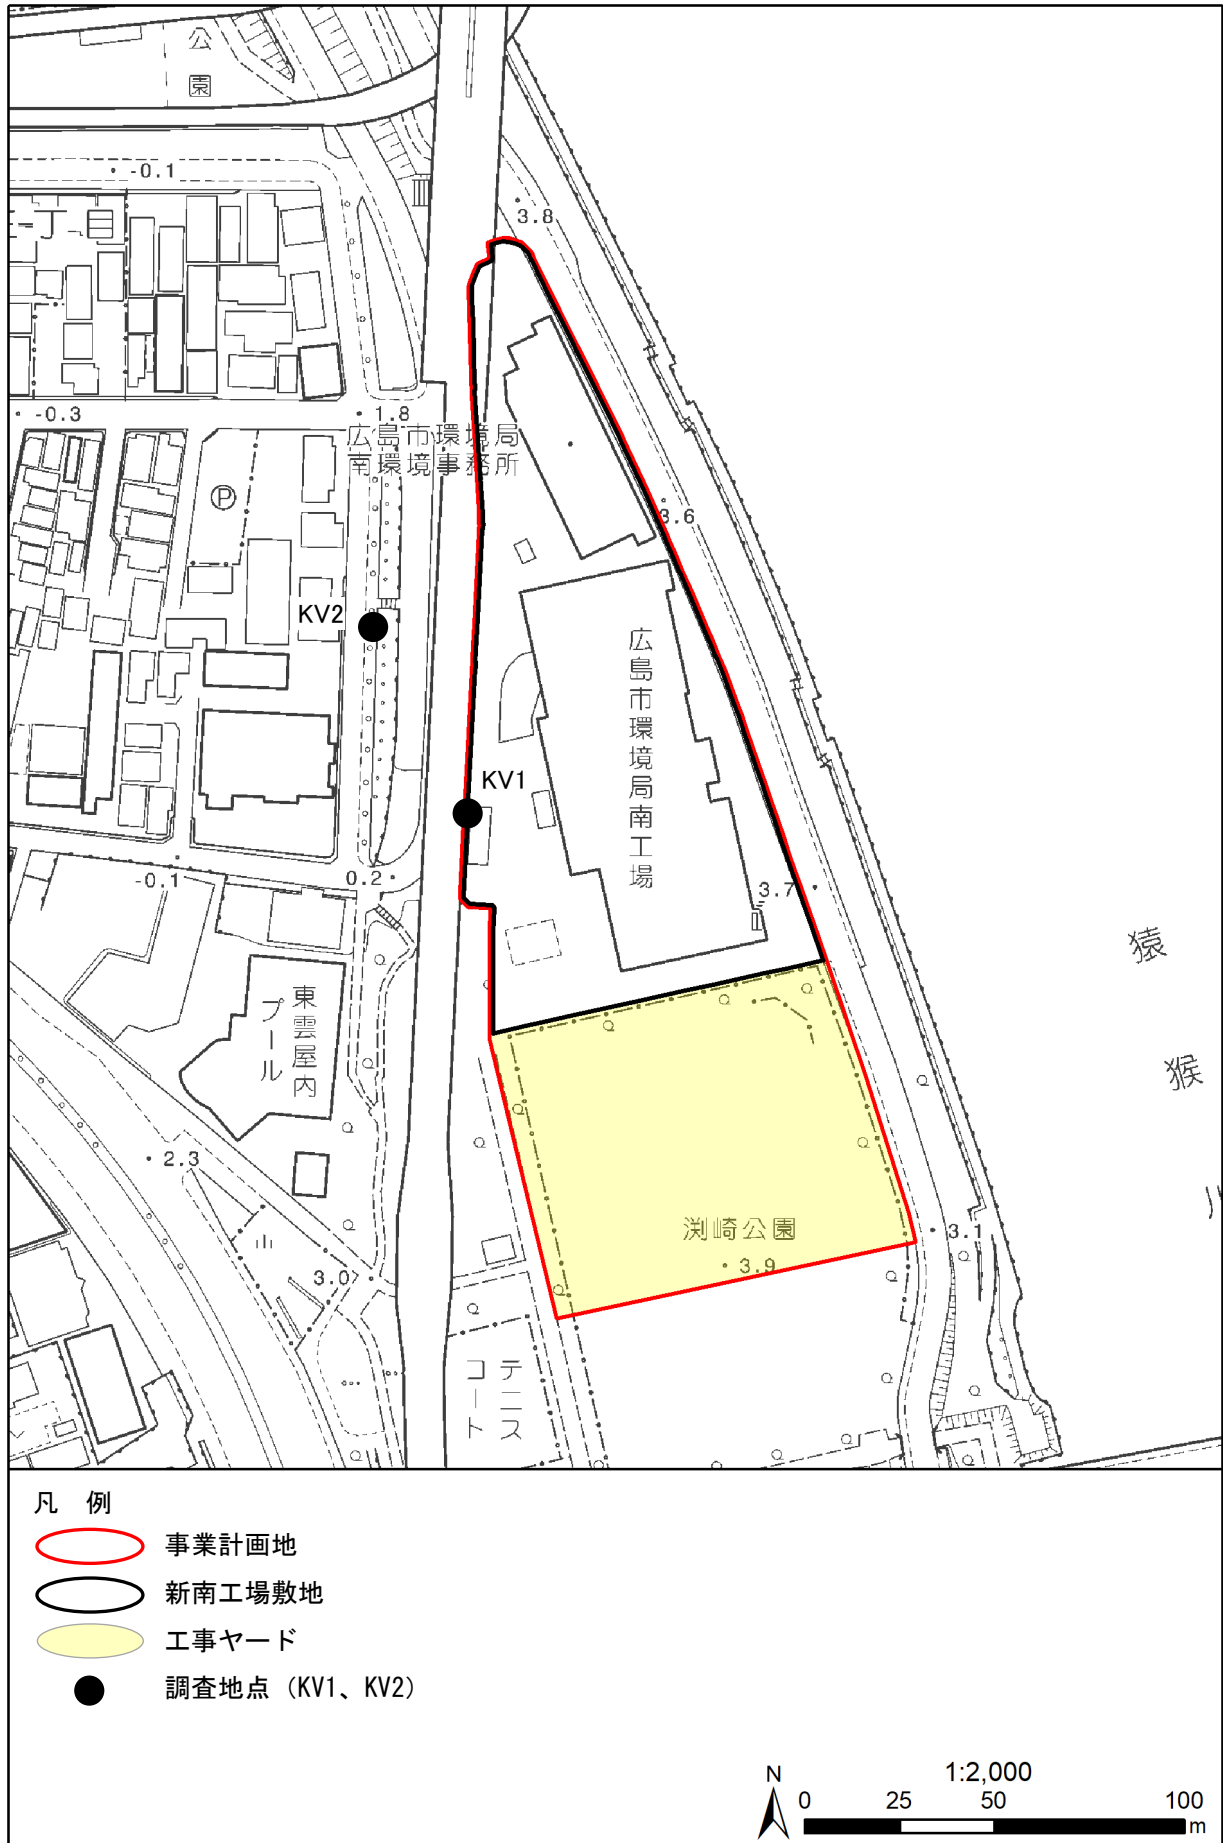 公園
-0.1
3.8
-0.3
1.8
広島市環境局
南環境事務所
P
3.6
KV2
広島市環境局南工場
KV1
-0.1
0.2
3.7
猿猴川
東雲屋内
プール
2.3
渕崎公園
3.1
3.9
3.0
テニス
コート
凡 例
事業計画地
新南工場敷地
工事ヤード
調査地点（KV1、KV2）
N
1:2,000
0 25 50 100
m